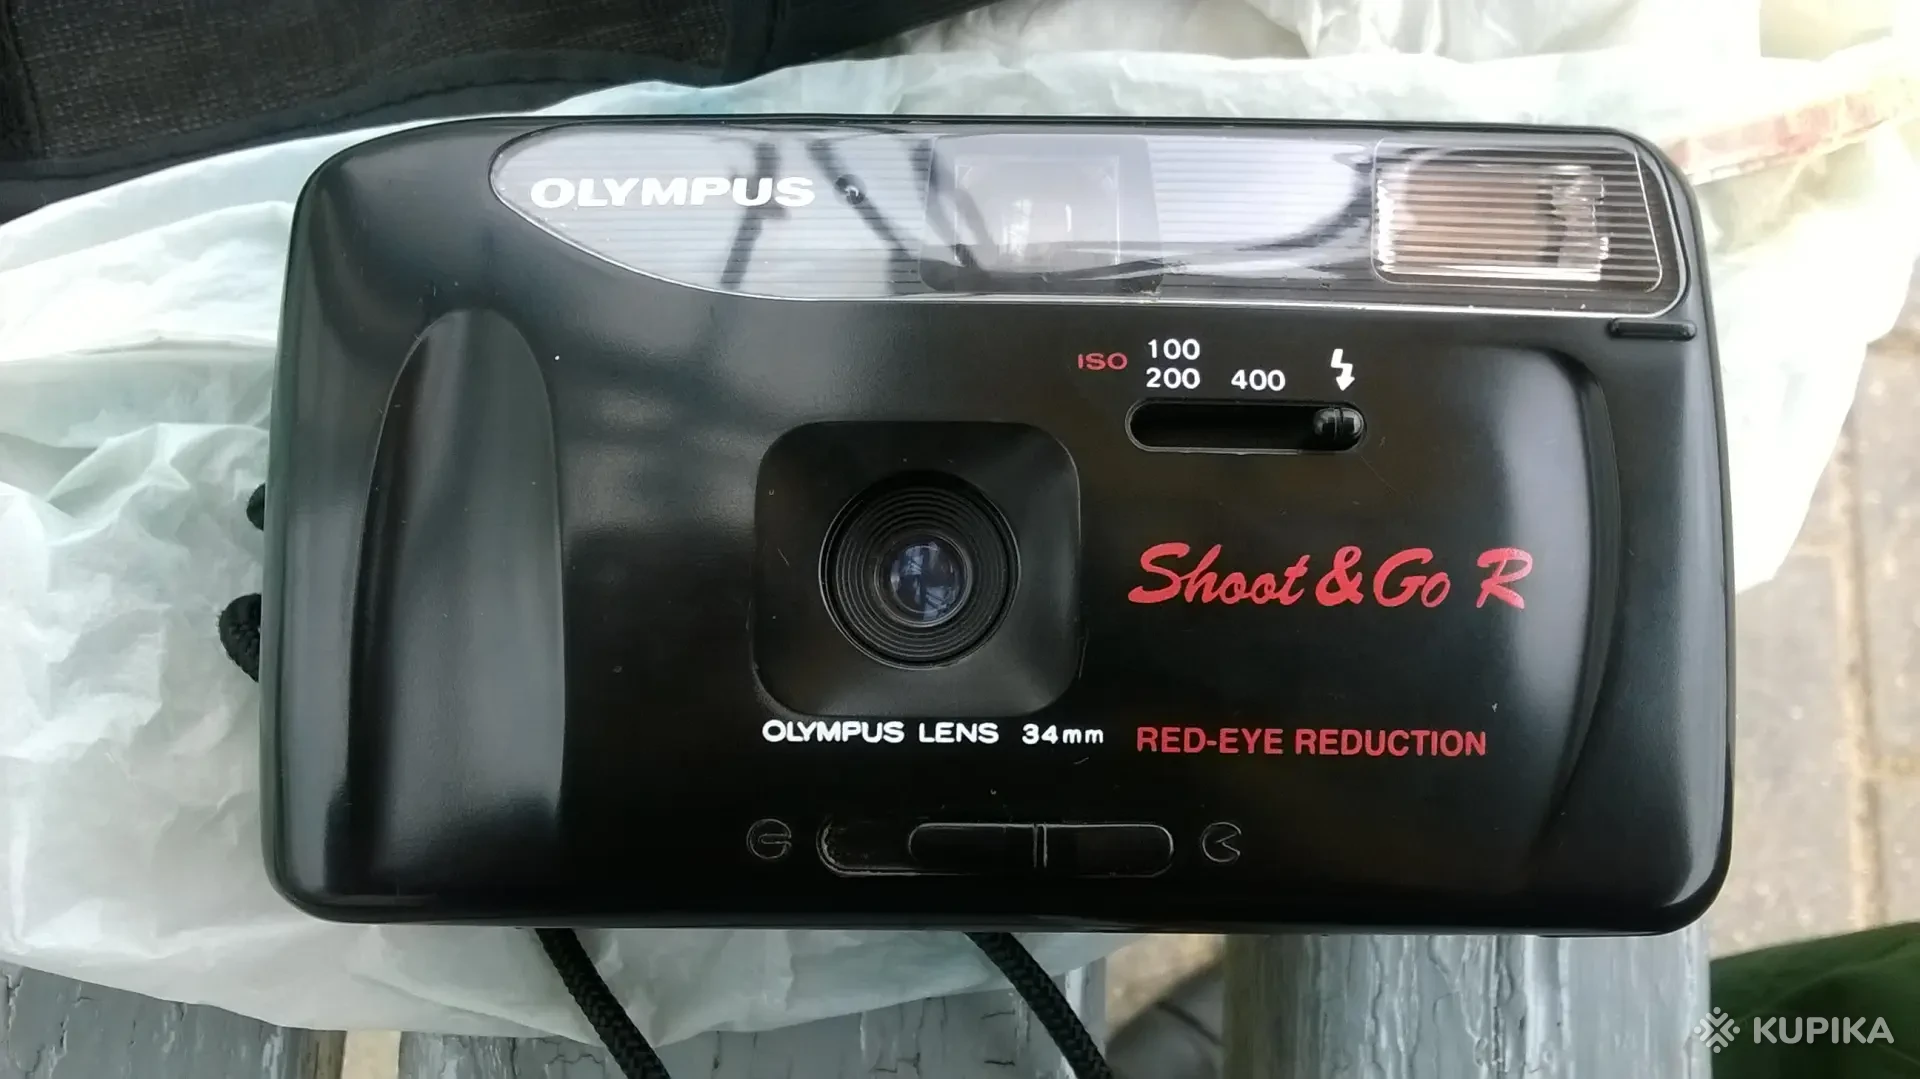 OLYMPUS
ISO 100
200 400
Shoot & Go R
OLYMPUS LENS 34mm
RED-EYE REDUCTION
KUPIKA